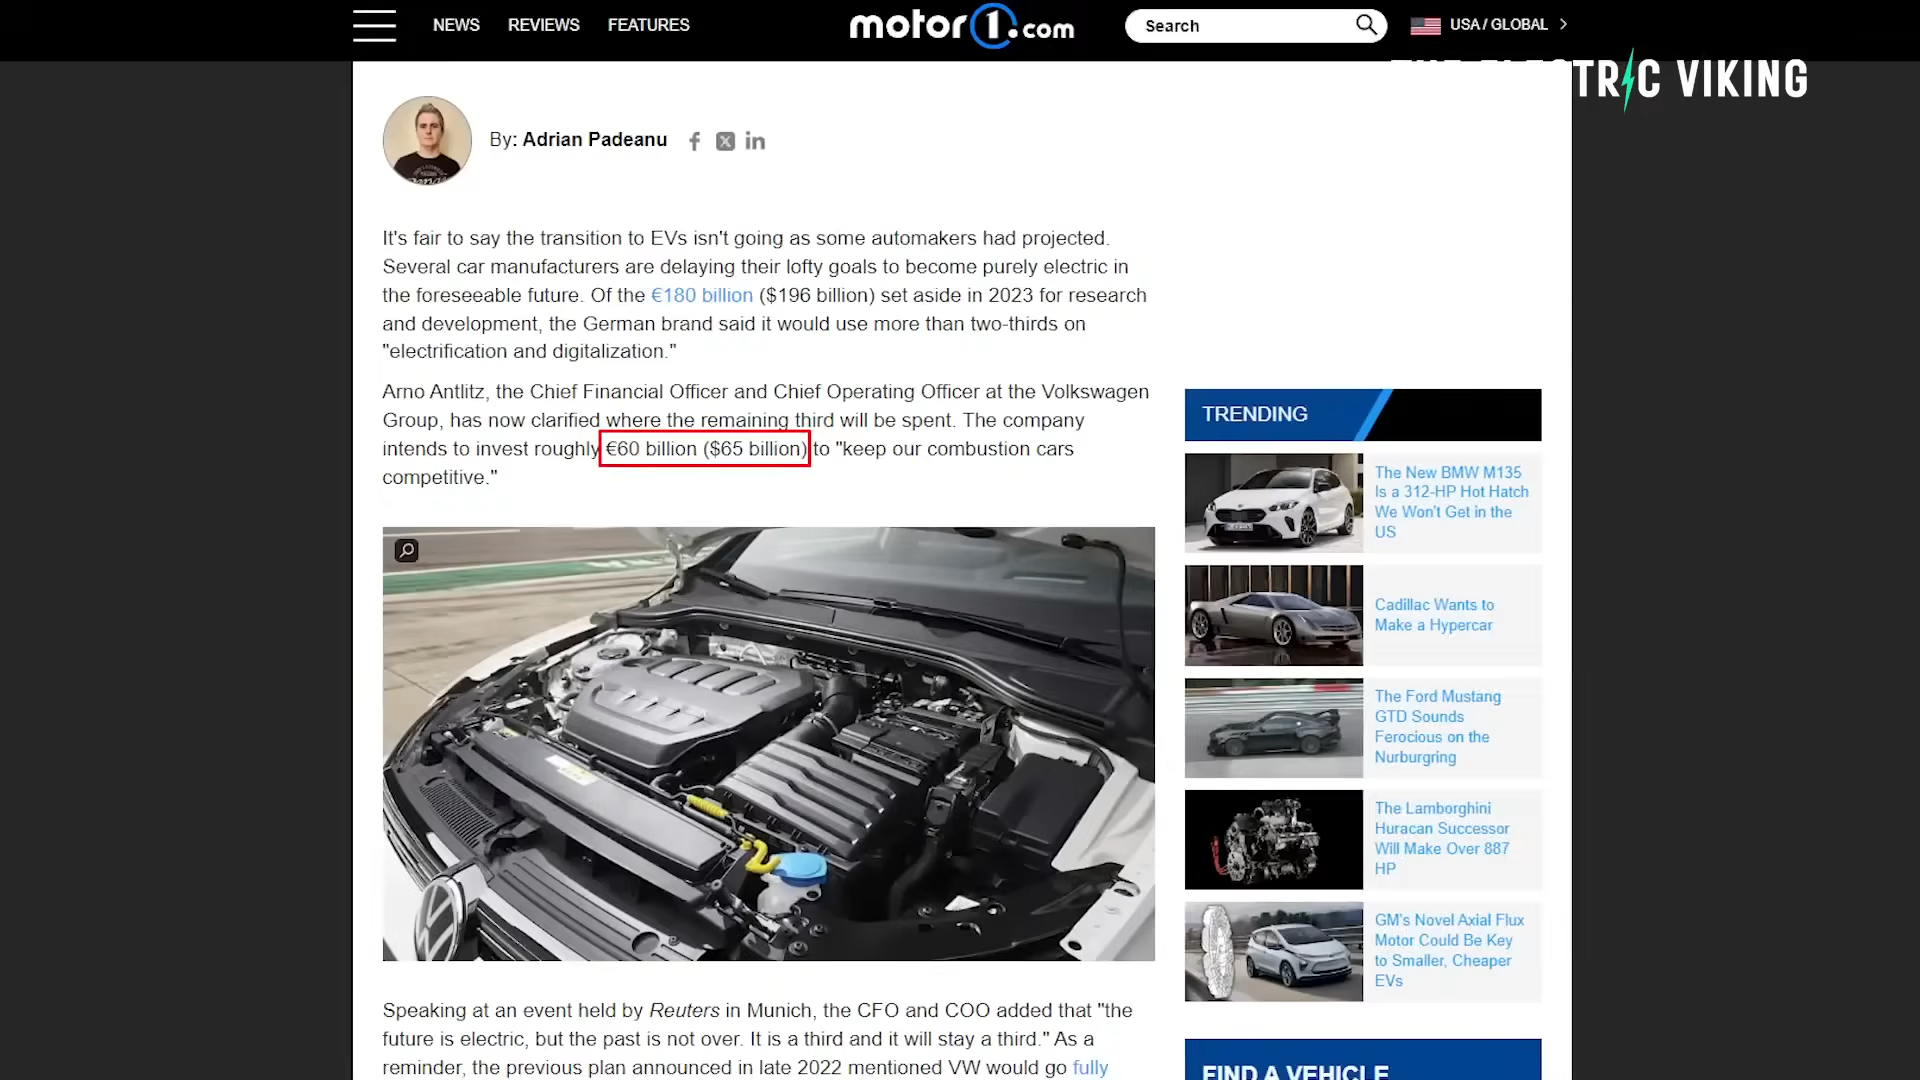 NEWS REVIEWS FEATURES
motor1.com
Search
USA / GLOBAL
TRIC VIKING
By: Adrian Padeanu
It's fair to say the transition to EVs isn't going as some automakers had projected.
Several car manufacturers are delaying their lofty goals to become purely electric in
the foreseeable future. Of the €180 billion ($196 billion) set aside in 2023 for research
and development, the German brand said it would use more than two-thirds on
"electrification and digitalization."
Arno Antlitz, the Chief Financial Officer and Chief Operating Officer at the Volkswagen
Group, has now clarified where the remaining third will be spent. The company
intends to invest roughly €60 billion ($65 billion) to "keep our combustion cars
competitive."
Speaking at an event held by Reuters in Munich, the CFO and COO added that "the
future is electric, but the past is not over. It is a third and it will stay a third." As a
reminder, the previous plan announced in late 2022 mentioned VW would go fully
TRENDING
The New BMW M135
Is a 312-HP Hot Hatch
We Won't Get in the
US
Cadillac Wants to
Make a Hypercar
The Ford Mustang
GTD Sounds
Ferocious on the
Nurburgring
The Lamborghini
Huracan Successor
Will Make Over 887
HP
GM's Novel Axial Flux
Motor Could Be Key
to Smaller, Cheaper
EVs
FIND A VEHICLE